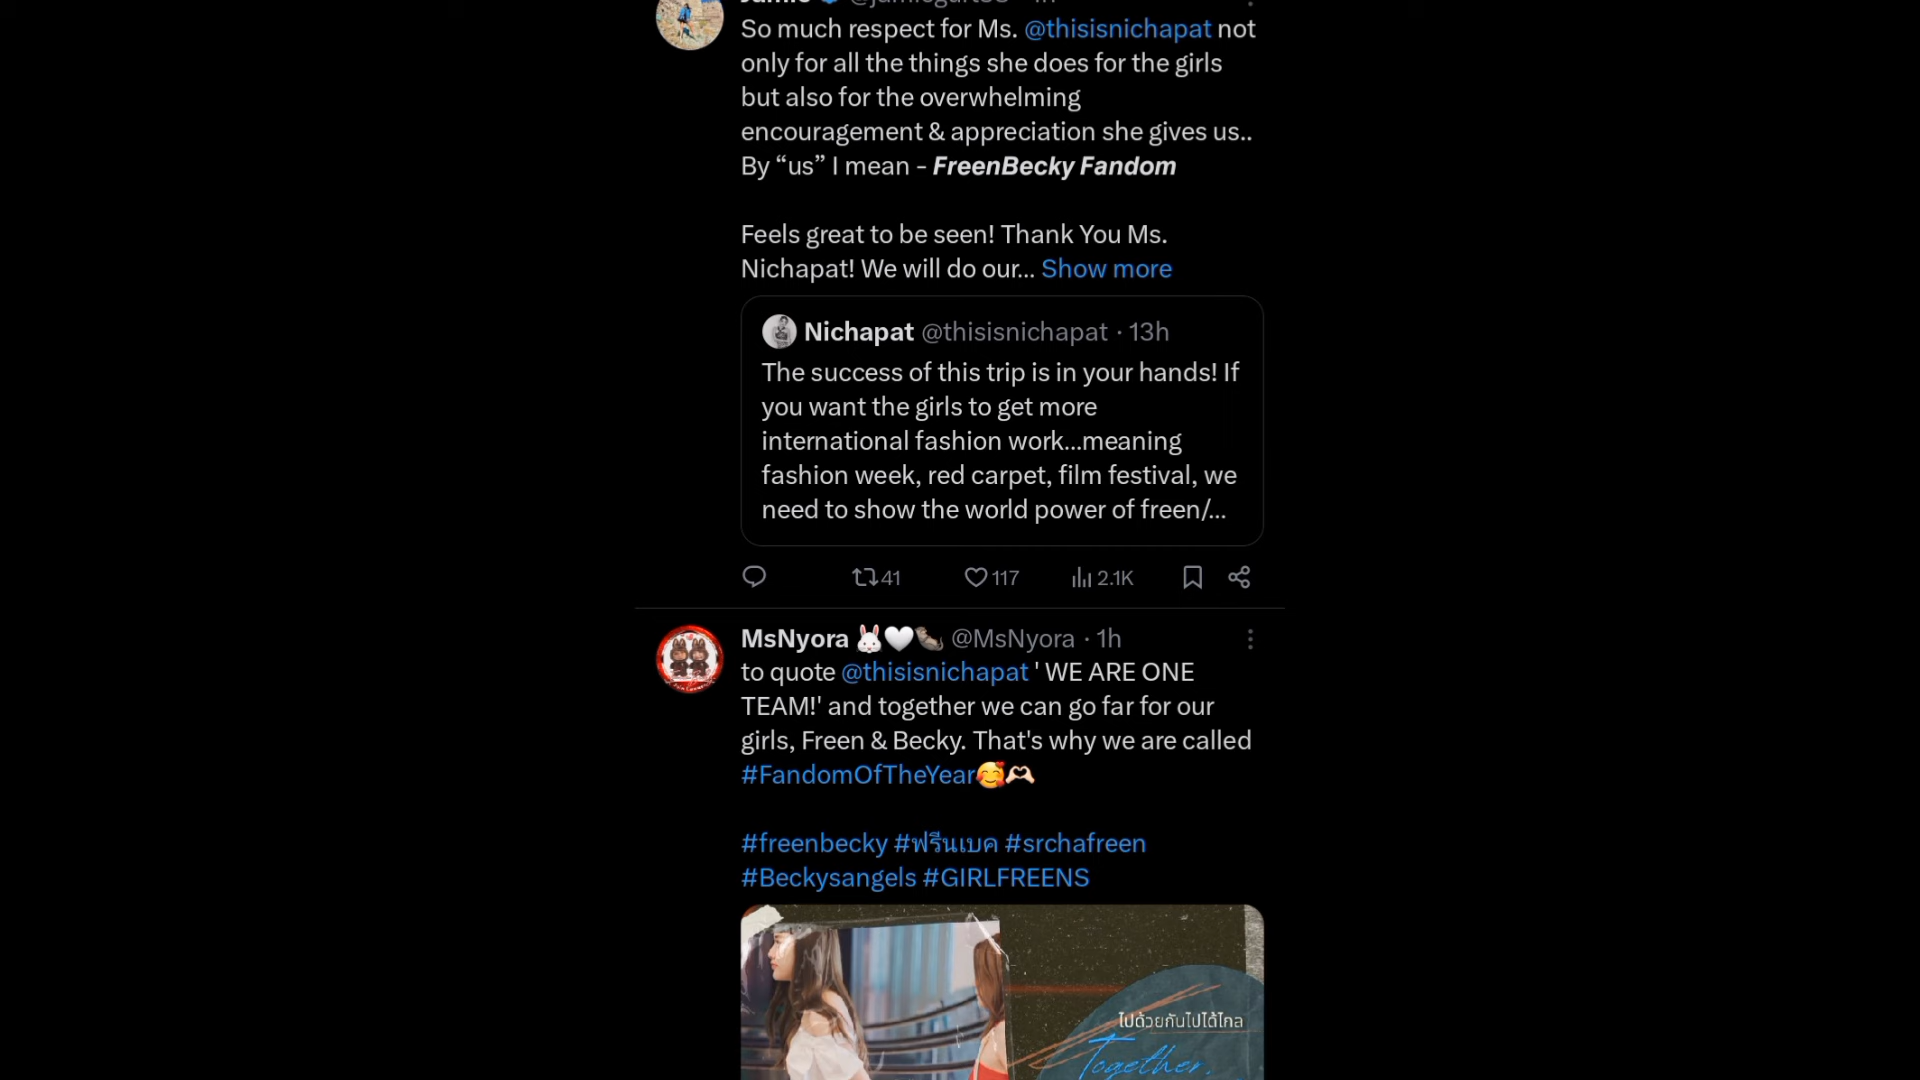 So much respect for Ms. @thisisnichapat not
only for all the things she does for the girls
but also for the overwhelming
encouragement & appreciation she gives us..
By “us” I mean - FreenBecky Fandom
Feels great to be seen! Thank You Ms.
Nichapat! We will do our... Show more
Nichapat @thisisnichapat · 13h
The success of this trip is in your hands! If
you want the girls to get more
international fashion work...meaning
fashion week, red carpet, film festival, we
need to show the world power of freen/...
41 117 2.1K
MsNyora 🐰🤍🦦 @MsNyora · 1h
to quote @thisisnichapat ' WE ARE ONE
TEAM!' and together we can go far for our
girls, Freen & Becky. That's why we are called
#FandomOfTheYear🥰🫶🏻
#freenbecky #ฟรีนเบค #srchafreen
#Beckysangels #GIRLFREENS
ไปด้วยกันไปได้ไกล
Together,